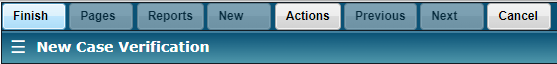 Finish Pages Reports New Actions Previous Next Cancel
New Case Verification